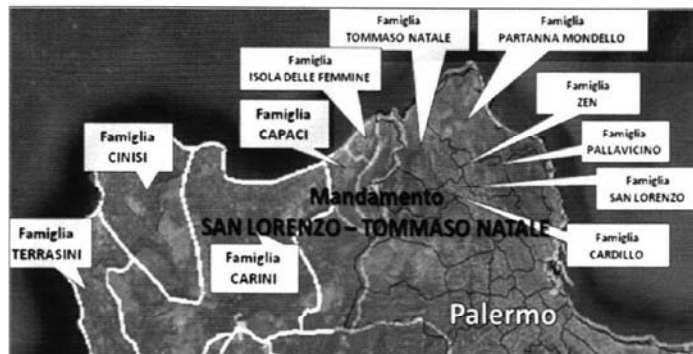 Famiglia
TOMMASO NATALE
Famiglia
PARTANNA MONDELLO
Famiglia
ISOLA DELLE FEMMINE
Famiglia
ZEN
Famiglia
CAPACI
Famiglia
PALLAVICINO
Famiglia
CINISI
Famiglia
SAN LORENZO
Mandamento
SAN LORENZO – TOMMASO NATALE
Famiglia
TERRASINI
Famiglia
CARINI
Famiglia
CARDILLO
Palermo